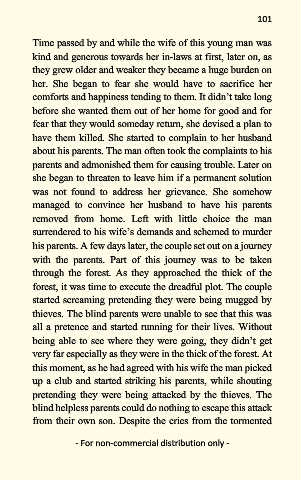 101
Time passed by and while the wife of this young man was
kind and generous towards her in-laws at first, later on, as
they grew older and weaker they became a huge burden on
her. She began to fear she would have to sacrifice her
comforts and happiness tending to them. It didn't take long
before she wanted them out of her home for good and for
fear that they would someday return, she devised a plan to
have them killed. She started to complain to her husband
about his parents. The man often took the complaints to his
parents and admonished them for causing trouble. Later on
she began to threaten to leave him if a permanent solution
was not found to address her grievance. She somehow
managed to convince her husband to have his parents
removed from home. Left with little choice the man
surrendered to his wife's demands and schemed to murder
his parents. A few days later, the couple set out on a journey
with the parents. Part of this journey was to be taken
through the forest. As they approached the thick of the
forest, it was time to execute the dreadful plot. The couple
started screaming pretending they were being mugged by
thieves. The blind parents were unable to see that this was
all a pretence and started running for their lives. Without
being able to see where they were going, they didn't get
very far especially as they were in the thick of the forest. At
this moment, as he had agreed with his wife the man picked
up a club and started striking his parents, while shouting
pretending they were being attacked by the thieves. The
blind helpless parents could do nothing to escape this attack
from their own son. Despite the cries from the tormented
- For non-commercial distribution only -